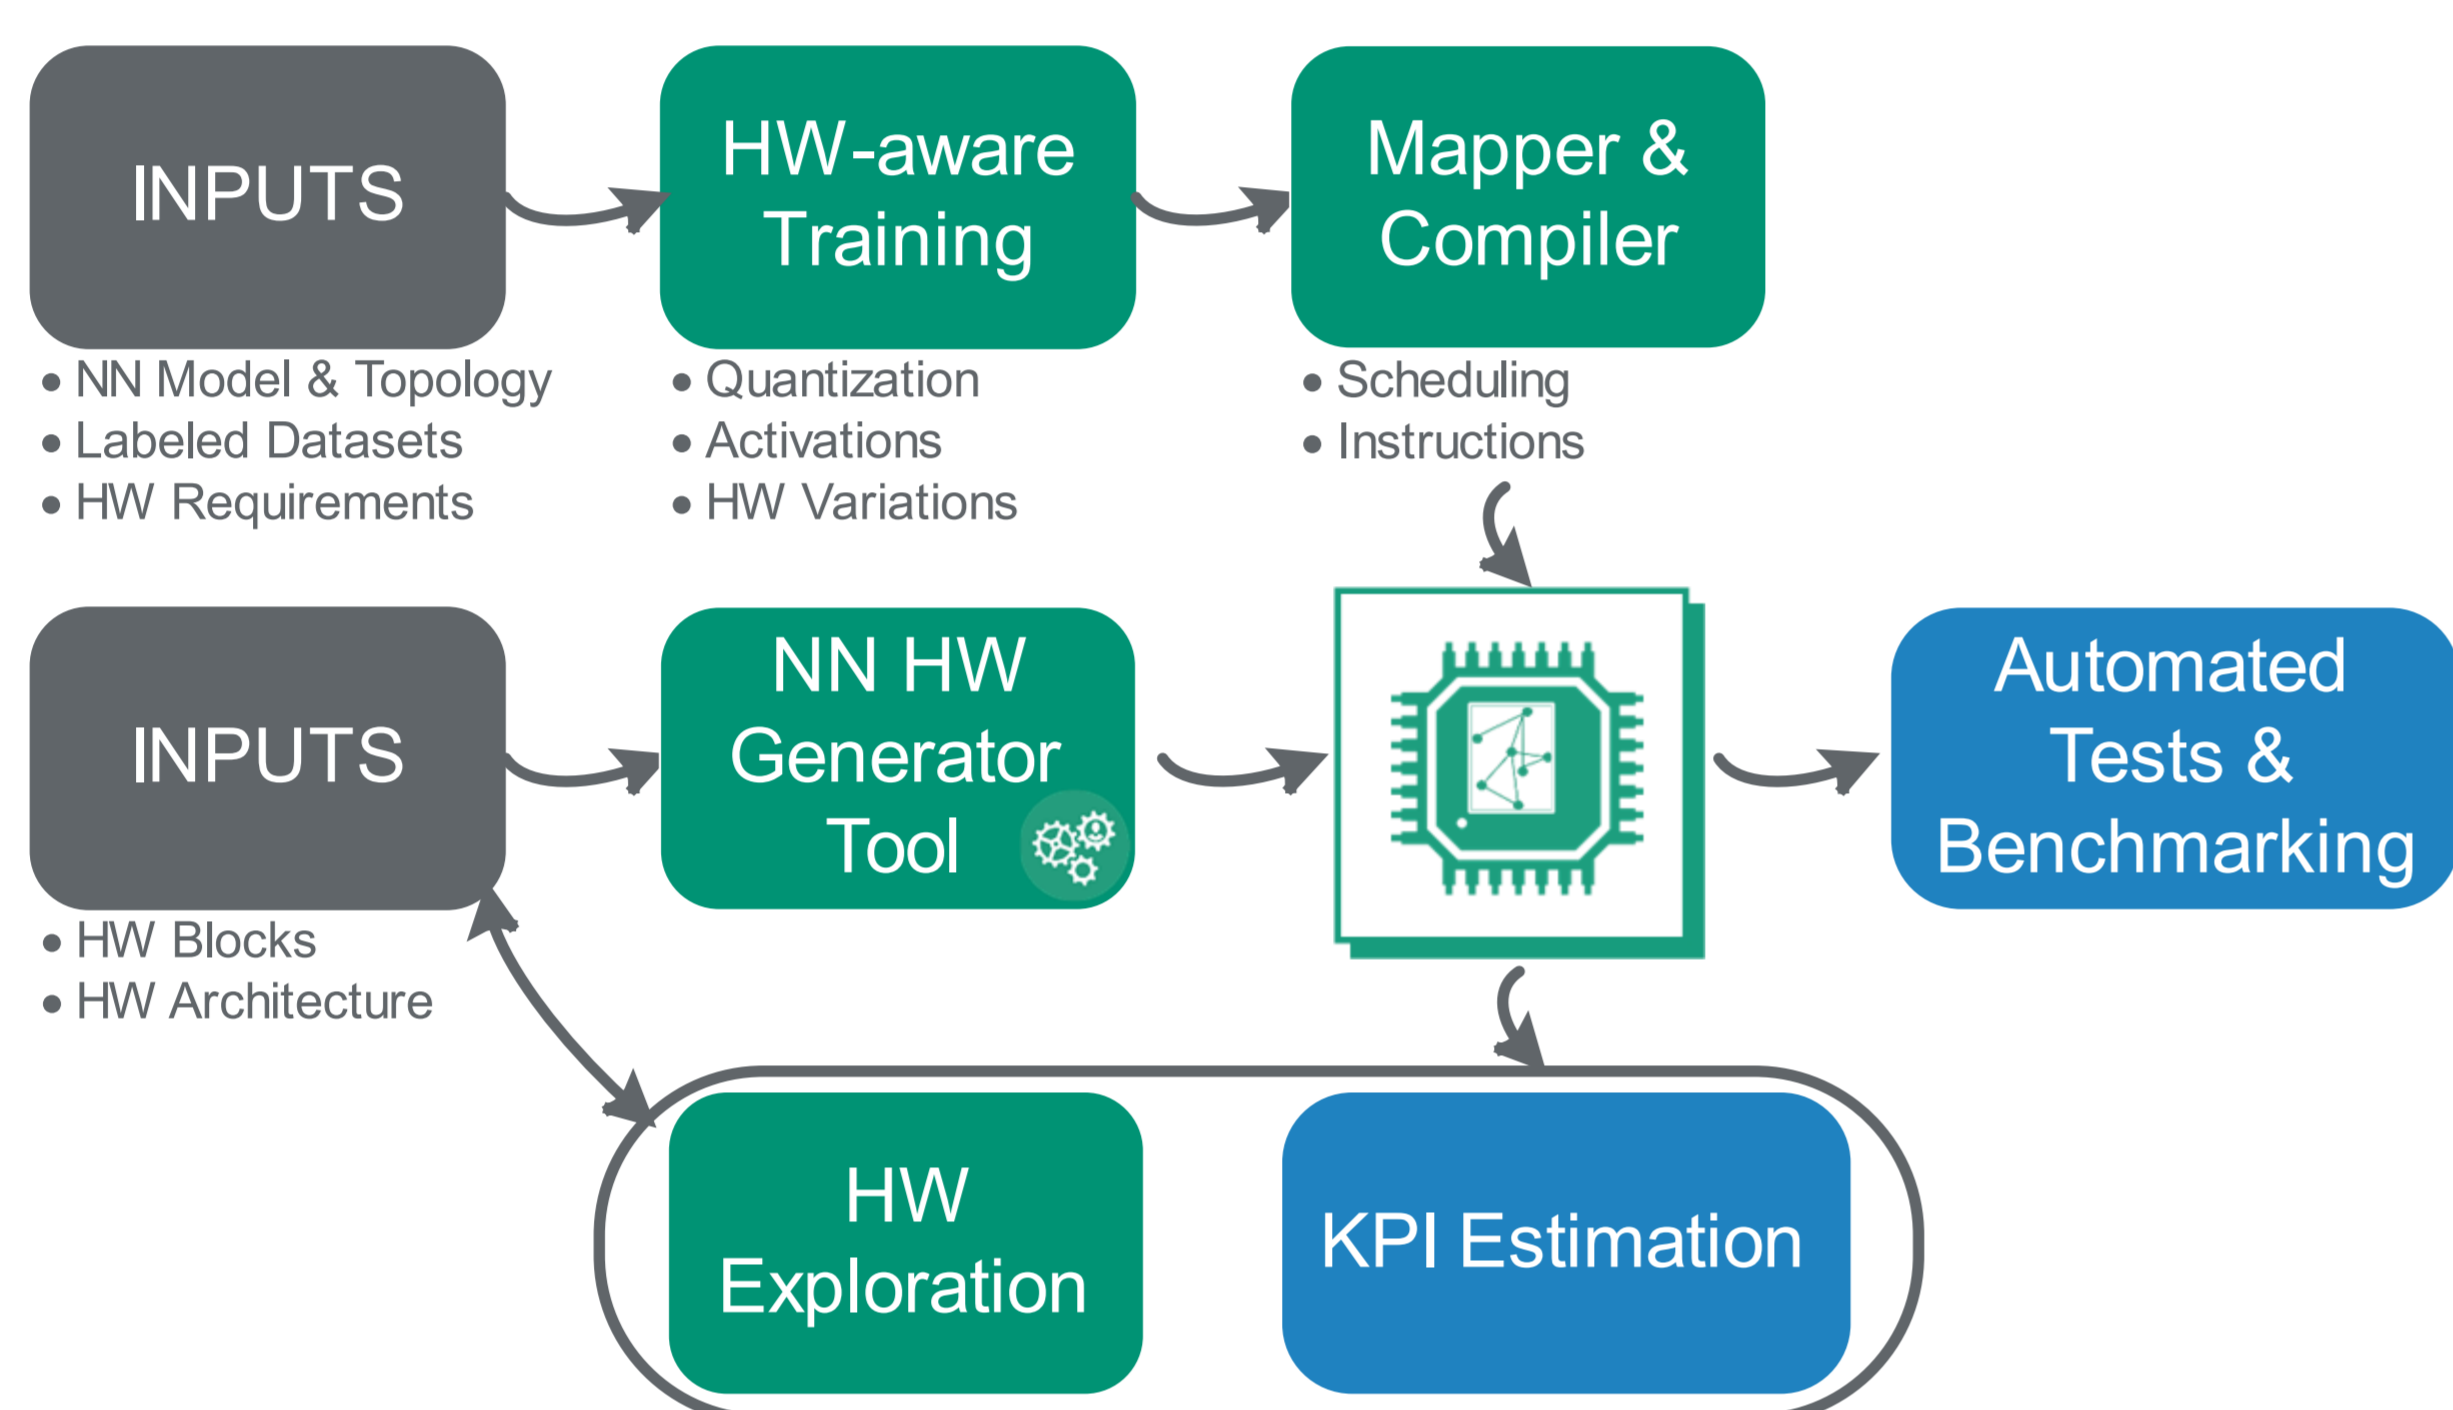 INPUTS
• NN Model & Topology
• Labeled Datasets
• HW Requirements
HW-aware
Training
• Quantization
• Activations
• HW Variations
Mapper &
Compiler
• Scheduling
• Instructions
INPUTS
• HW Blocks
• HW Architecture
NN HW
Generator
Tool
Automated
Tests &
Benchmarking
HW
Exploration
KPI Estimation